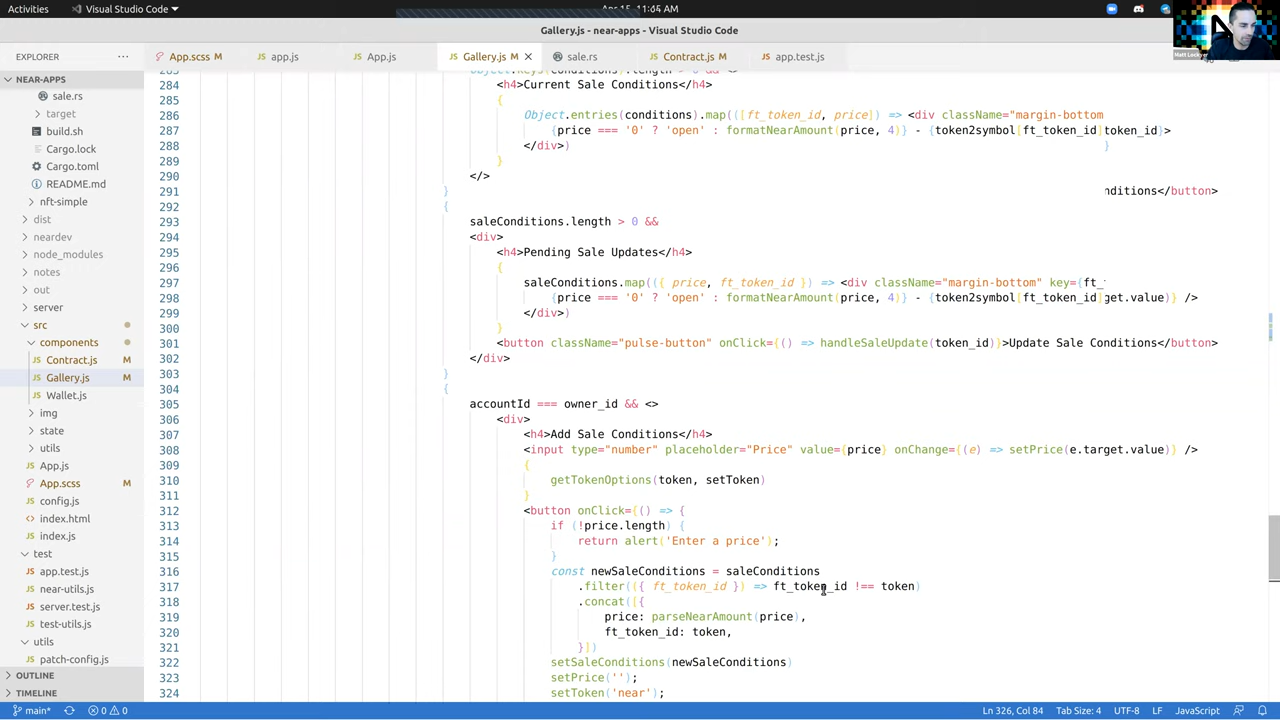 Activities Visual Studio Code Apr 15, 11:45 AM
Gallery.js - near-apps - Visual Studio Code
Matt Lockyer
EXPLORER ···
App.scss M app.js App.js Gallery.js M sale.rs Contract.js M app.test.js
NEAR-APPS
sale.rs
target
build.sh
Cargo.lock
Cargo.toml
README.md
nft-simple
dist
neardev
node_modules
notes
out
server
src
components
Contract.js M
Gallery.js M
Wallet.js
img
state
utils
App.js
App.scss M
config.js
index.html
index.js
test
app.test.js
near-utils.js
server.test.js
test-utils.js
utils
patch-config.js
OUTLINE
TIMELINE
283 Object.keys(conditions).length > 0 && <>
284 <h4>Current Sale Conditions</h4>
285 {
286 Object.entries(conditions).map(([ft_token_id, price]) => <div className="margin-bottom
287 {price === '0' ? 'open' : formatNearAmount(price, 4)} - {token2symbol[ft_token_id]token_id}>
288 </div>) }
289 }
290 </>
291 } nditions</button>
292 {
293 saleConditions.length > 0 &&
294 <div>
295 <h4>Pending Sale Updates</h4>
296 {
297 saleConditions.map(({ price, ft_token_id }) => <div className="margin-bottom" key={ft_
298 {price === '0' ? 'open' : formatNearAmount(price, 4)} - {token2symbol[ft_token_id]get.value)} />
299 </div>)
300 }
301 <button className="pulse-button" onClick={() => handleSaleUpdate(token_id)}>Update Sale Conditions</button>
302 </div>
303 }
304 {
305 accountId === owner_id && <>
306 <div>
307 <h4>Add Sale Conditions</h4>
308 <input type="number" placeholder="Price" value={price} onChange={(e) => setPrice(e.target.value)} />
309 {
310 getTokenOptions(token, setToken)
311 }
312 <button onClick={() => {
313 if (!price.length) {
314 return alert('Enter a price');
315 }
316 const newSaleConditions = saleConditions
317 .filter(({ ft_token_id }) => ft_token_id !== token)
318 .concat([{
319 price: parseNearAmount(price),
320 ft_token_id: token,
321 }])
322 setSaleConditions(newSaleConditions)
323 setPrice('');
324 setToken('near');
main* 0 0 Ln 326, Col 84 Tab Size: 4 UTF-8 LF JavaScript